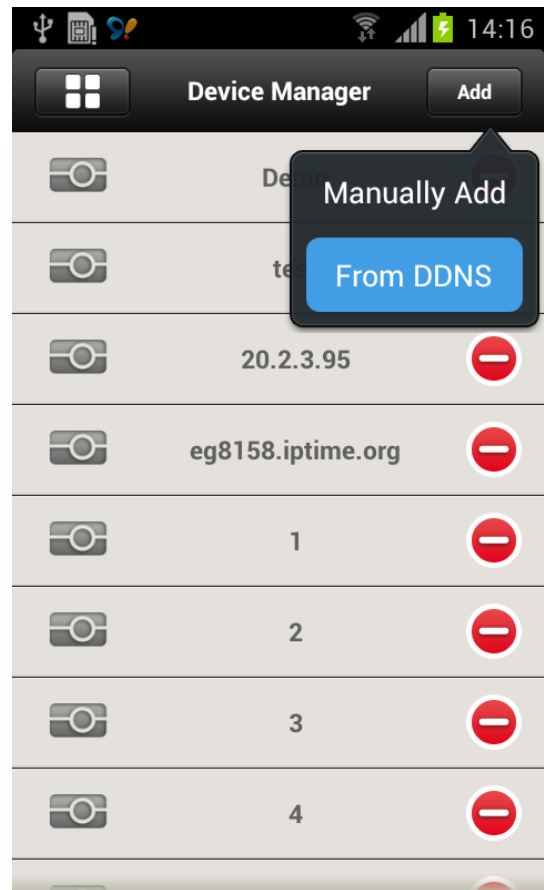 14:16
Device Manager
Add
Manually Add
From DDNS
20.2.3.95
eg8158.iptime.org
1
2
3
4